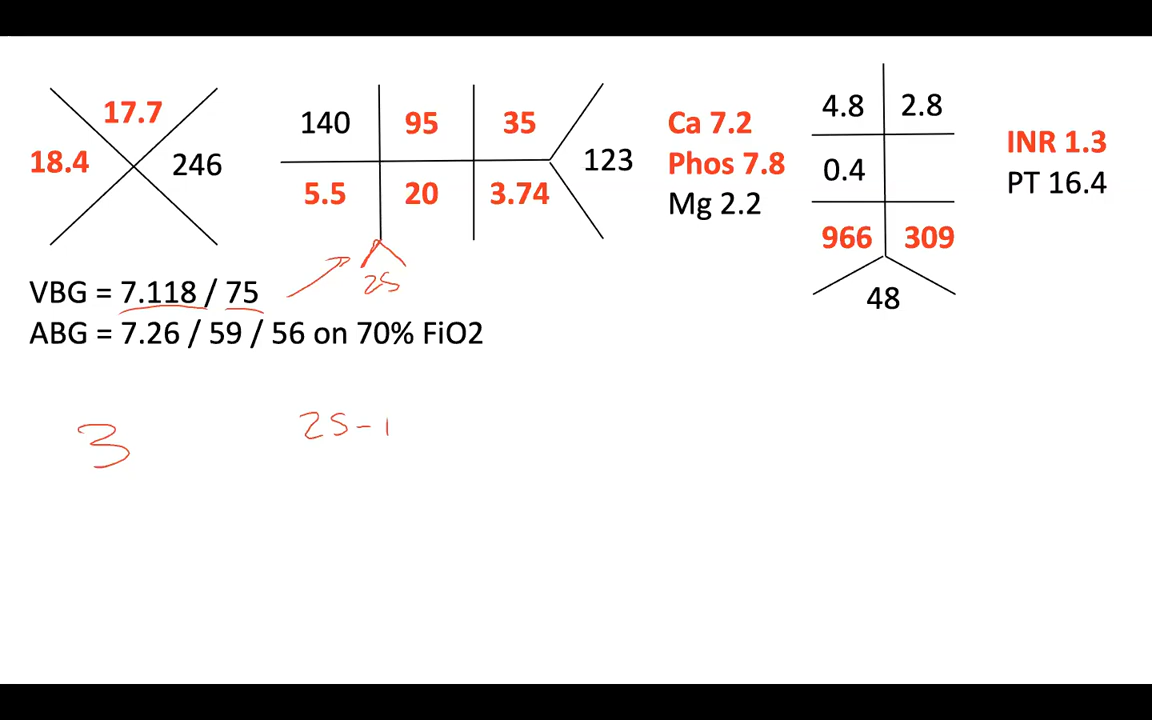 17.7
18.4 246
140 95 35
5.5 20 3.74
123
25
Ca 7.2
Phos 7.8
Mg 2.2
4.8 2.8
0.4
966 309
48
INR 1.3
PT 16.4
VBG = 7.118 / 75
ABG = 7.26 / 59 / 56 on 70% FiO2
3
25-1